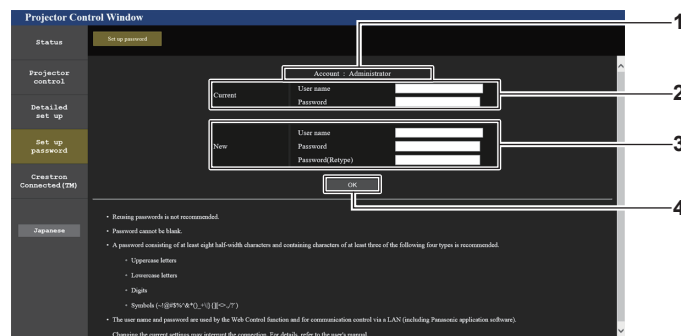 Projector Control Window
Status
Set up password
1
Projector
control
Account : Administrator
Current
User name
Password
2
Detailed
set up
Set up
password
New
User name
Password
Password(Retype)
3
Crestron
Connected(TM)
OK
4
Japanese
• Reusing passwords is not recommended.
• Password cannot be blank.
• A password consisting of at least eight half-width characters and containing characters of at least three of the following four types is recommended.
• Uppercase letters
• Lowercase letters
• Digits
• Symbols
• The user name and password are used by the Web Control function and for communication control via a LAN (including Panasonic application software).
Changing the current settings may interrupt the connection. For details, refer to the user's manual.